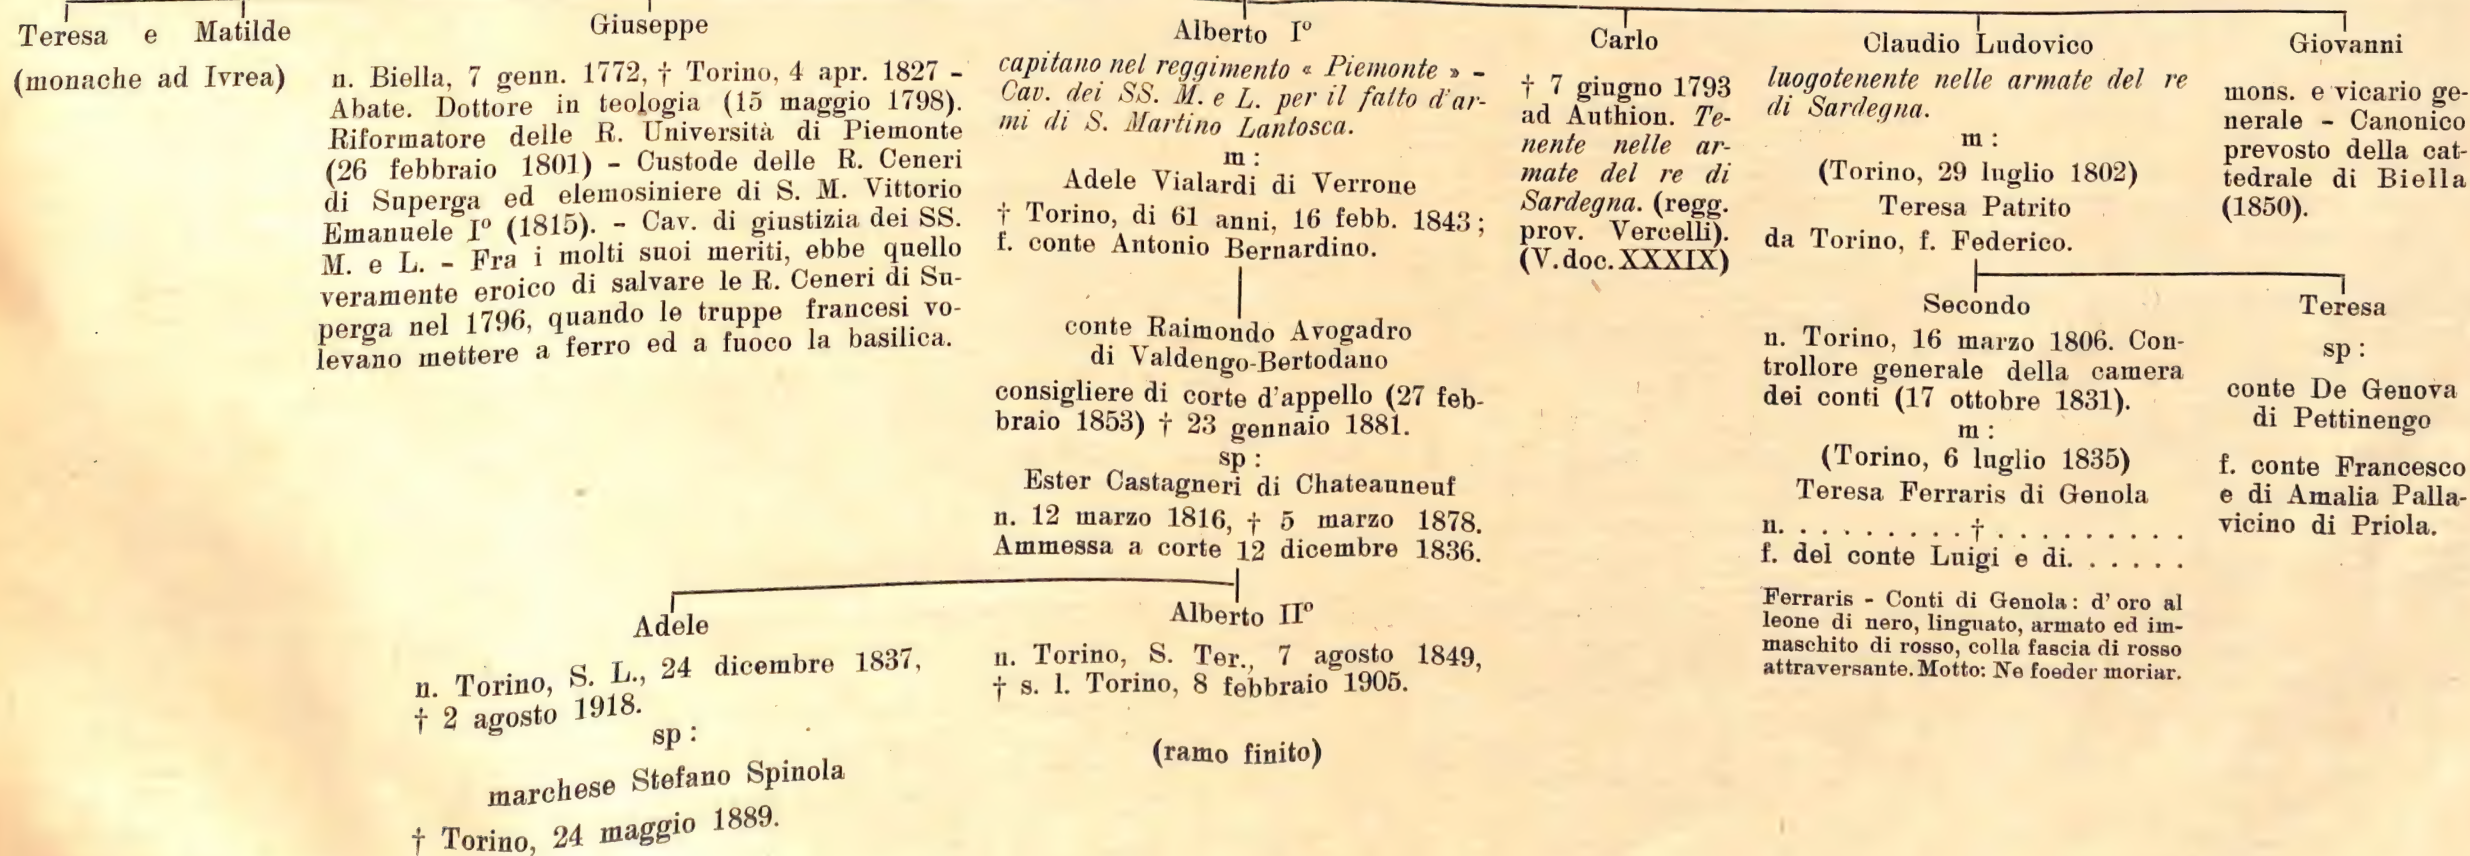 Teresa e Matilde
(monache ad Ivrea)
Giuseppe
n. Biella, 7 genn. 1772, † Torino, 4 apr. 1827 -
Abate. Dottore in teologia (15 maggio 1798).
Riformatore delle R. Università di Piemonte
(26 febbraio 1801) - Custode delle R. Ceneri
di Superga ed elemosiniere di S. M. Vittorio
Emanuele Iº (1815). - Cav. di giustizia dei SS.
M. e L. - Fra i molti suoi meriti, ebbe quello
veramente eroico di salvare le R. Ceneri di Su-
perga nel 1796, quando le truppe francesi vo-
levano mettere a ferro ed a fuoco la basilica.
Alberto Iº
capitano nel reggimento « Piemonte » -
Cav. dei SS. M. e L. per il fatto d'ar-
mi di S. Martino Lantosca.
m :
Adele Vialardi di Verrone
† Torino, di 61 anni, 16 febb. 1843 ;
f. conte Antonio Bernardino.
conte Raimondo Avogadro
di Valdengo-Bertodano
consigliere di corte d'appello (27 feb-
braio 1853) † 23 gennaio 1881.
sp :
Ester Castagneri di Chateauneuf
n. 12 marzo 1816, † 5 marzo 1878.
Ammessa a corte 12 dicembre 1836.
Adele
n. Torino, S. L., 24 dicembre 1837,
† 2 agosto 1918.
sp :
marchese Stefano Spinola
† Torino, 24 maggio 1889.
Alberto IIº
n. Torino, S. Ter., 7 agosto 1849,
† s. l. Torino, 8 febbraio 1905.
(ramo finito)
Carlo
† 7 giugno 1793
ad Authion. Te-
nente nelle ar-
mate del re di
Sardegna. (regg.
prov. Vercelli).
(V. doc. XXXIX)
Claudio Ludovico
luogotenente nelle armate del re
di Sardegna.
m :
(Torino, 29 luglio 1802)
Teresa Patrito
da Torino, f. Federico.
Secondo
n. Torino, 16 marzo 1806. Con-
trollore generale della camera
dei conti (17 ottobre 1831).
m :
(Torino, 6 luglio 1835)
Teresa Ferraris di Genola
n. . . . . . . . . . † . . . . . . . . . .
f. del conte Luigi e di. . . . . .
Ferraris - Conti di Genola : d' oro al
leone di nero, linguato, armato ed im-
maschito di rosso, colla fascia di rosso
attraversante. Motto: Ne foeder moriar.
Giovanni
mons. e vicario ge-
nerale - Canonico
prevosto della cat-
tedrale di Biella
(1850).
Teresa
sp :
conte De Genova
di Pettinengo
f. conte Francesco
e di Amalia Palla-
vicino di Priola.